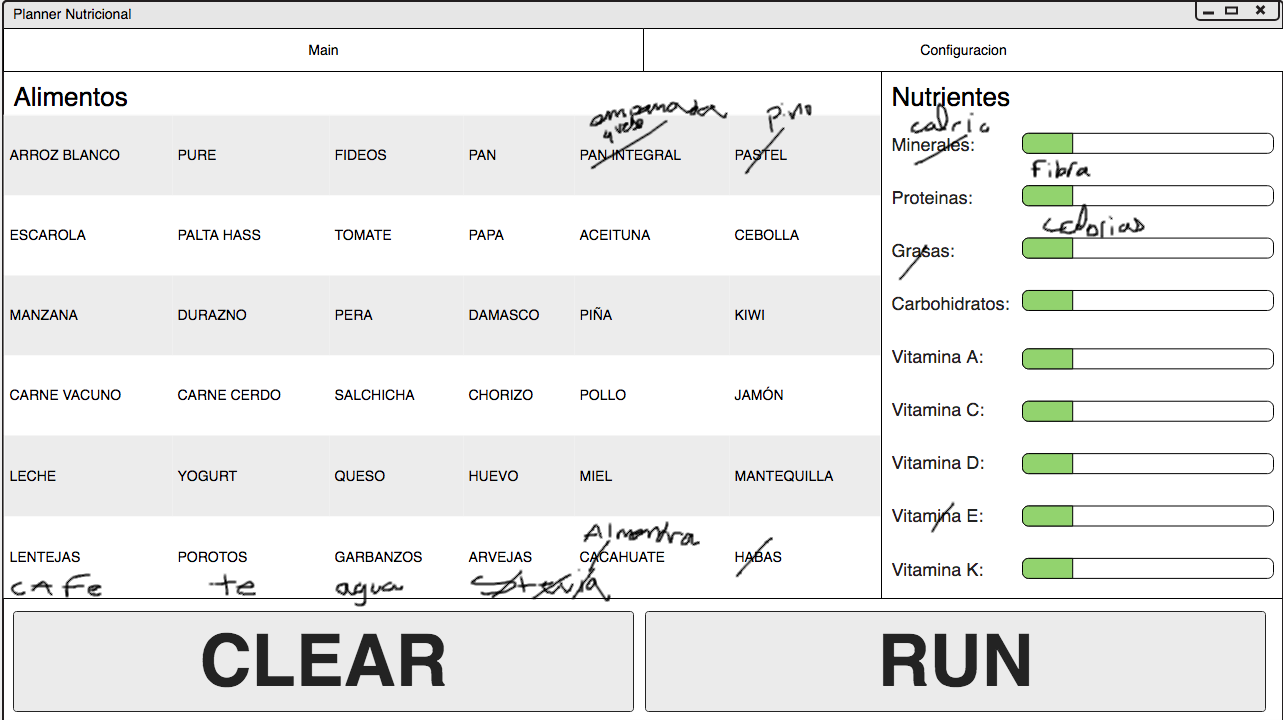 Planner Nutricional
Main Configuracion
Alimentos
empanada pino
queso
ARROZ BLANCO PURE FIDEOS PAN PAN INTEGRAL PASTEL
ESCAROLA PALTA HASS TOMATE PAPA ACEITUNA CEBOLLA
MANZANA DURAZNO PERA DAMASCO PIÑA KIWI
CARNE VACUNO CARNE CERDO SALCHICHA CHORIZO POLLO JAMÓN
LECHE YOGURT QUESO HUEVO MIEL MANTEQUILLA
Almendra
LENTEJAS POROTOS GARBANZOS ARVEJAS CACAHUATE HABAS
CAFe te agua Stevia
Nutrientes
calcio
Minerales:
Fibra
Proteinas:
calorias
Grasas:
Carbohidratos:
Vitamina A:
Vitamina C:
Vitamina D:
Vitamina E:
Vitamina K:
CLEAR RUN